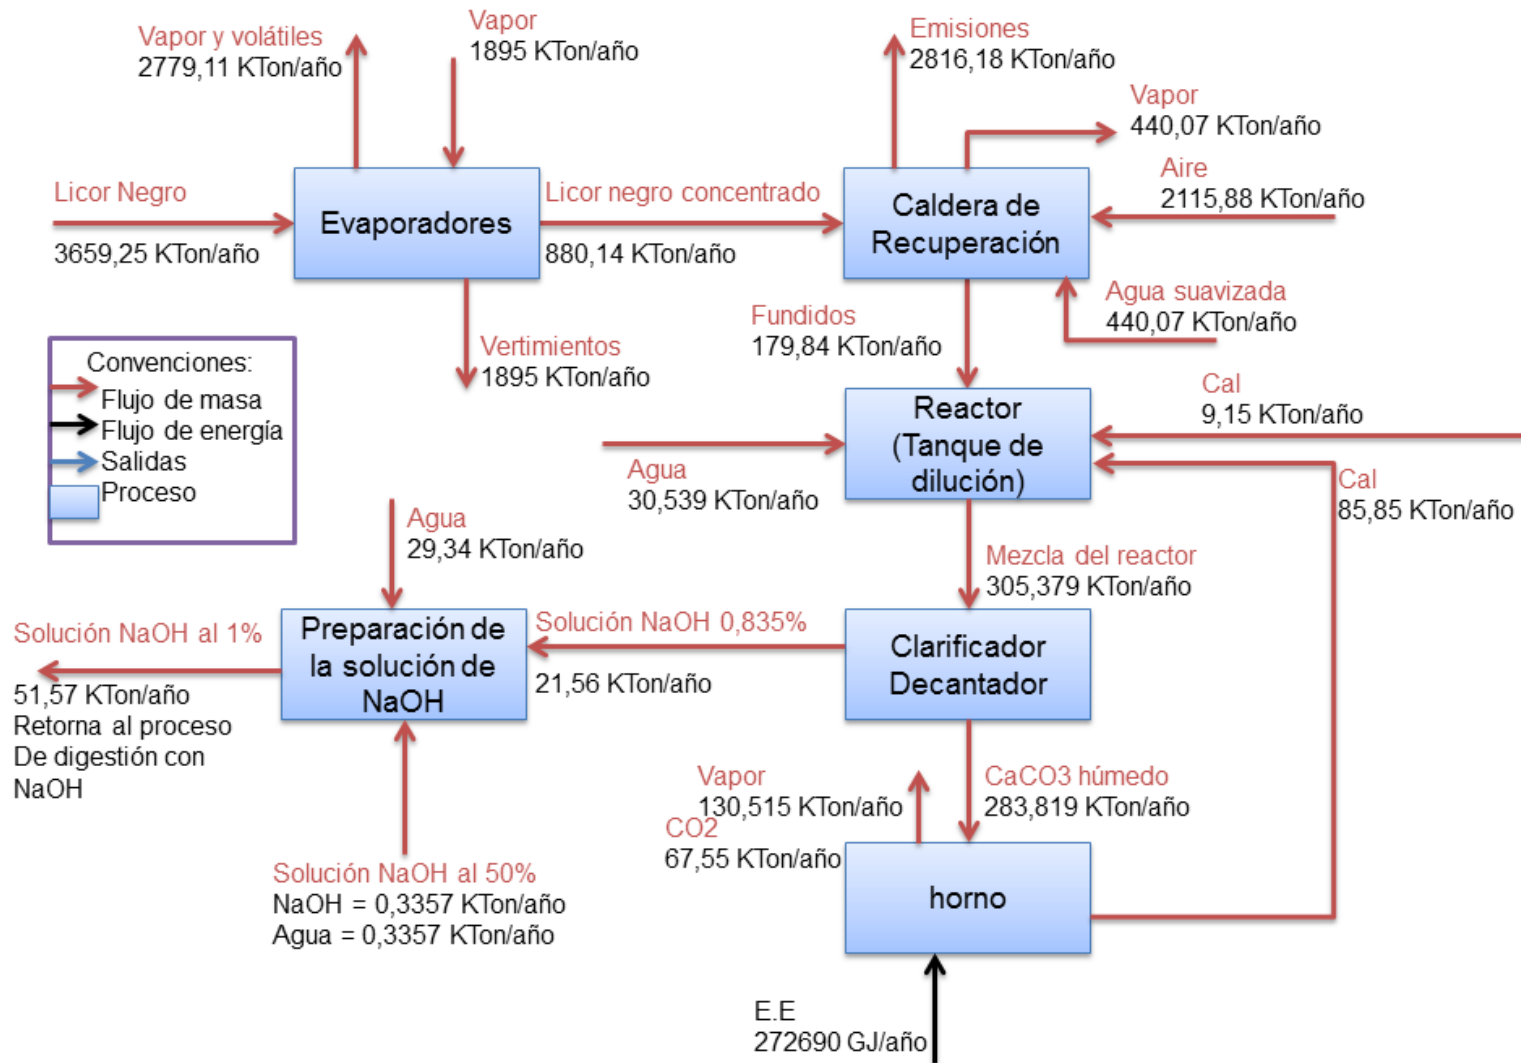 Vapor y volátiles
2779,11 KTon/año
Vapor
1895 KTon/año
Emisiones
2816,18 KTon/año
Vapor
440,07 KTon/año
Aire
2115,88 KTon/año
Licor Negro
3659,25 KTon/año
Evaporadores
Licor negro concentrado
880,14 KTon/año
Caldera de
Recuperación
Agua suavizada
440,07 KTon/año
Fundidos
179,84 KTon/año
Vertimientos
1895 KTon/año
Convenciones:
Flujo de masa
Flujo de energía
Salidas
Proceso
Reactor
(Tanque de
dilución)
Cal
9,15 KTon/año
Agua
30,539 KTon/año
Cal
85,85 KTon/año
Agua
29,34 KTon/año
Mezcla del reactor
305,379 KTon/año
Solución NaOH al 1%
51,57 KTon/año
Retorna al proceso
De digestión con
NaOH
Preparación de
la solución de
NaOH
Solución NaOH 0,835%
21,56 KTon/año
Clarificador
Decantador
Vapor
130,515 KTon/año
CO2
67,55 KTon/año
CaCO3 húmedo
283,819 KTon/año
Solución NaOH al 50%
NaOH = 0,3357 KTon/año
Agua = 0,3357 KTon/año
horno
E.E
272690 GJ/año